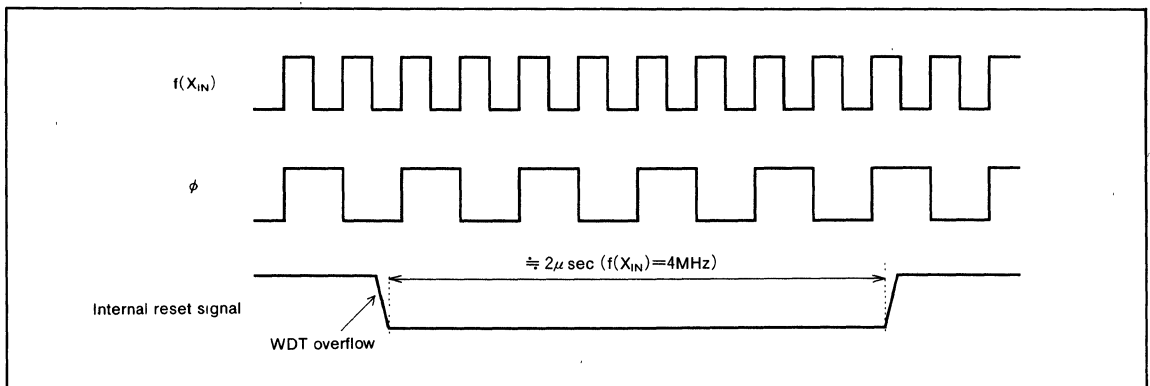 f(XIN)
ϕ
≒ 2μ sec (f(XIN)=4MHz)
Internal reset signal
WDT overflow